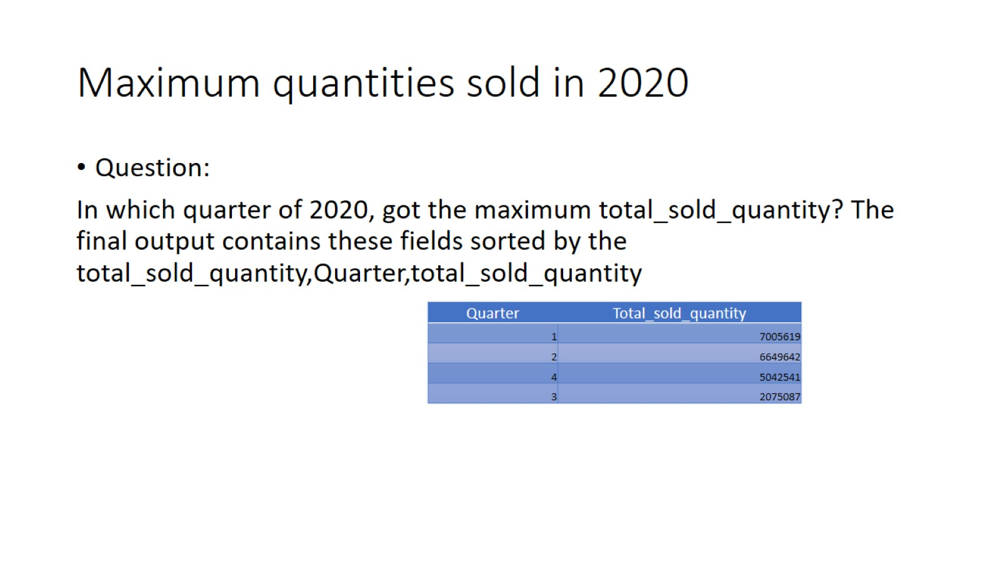 Maximum quantities sold in 2020
• Question:
In which quarter of 2020, got the maximum total_sold_quantity? The
final output contains these fields sorted by the
total_sold_quantity,Quarter,total_sold_quantity
Quarter Total_sold_quantity
1 7005619
2 6649642
4 5042541
3 2075087